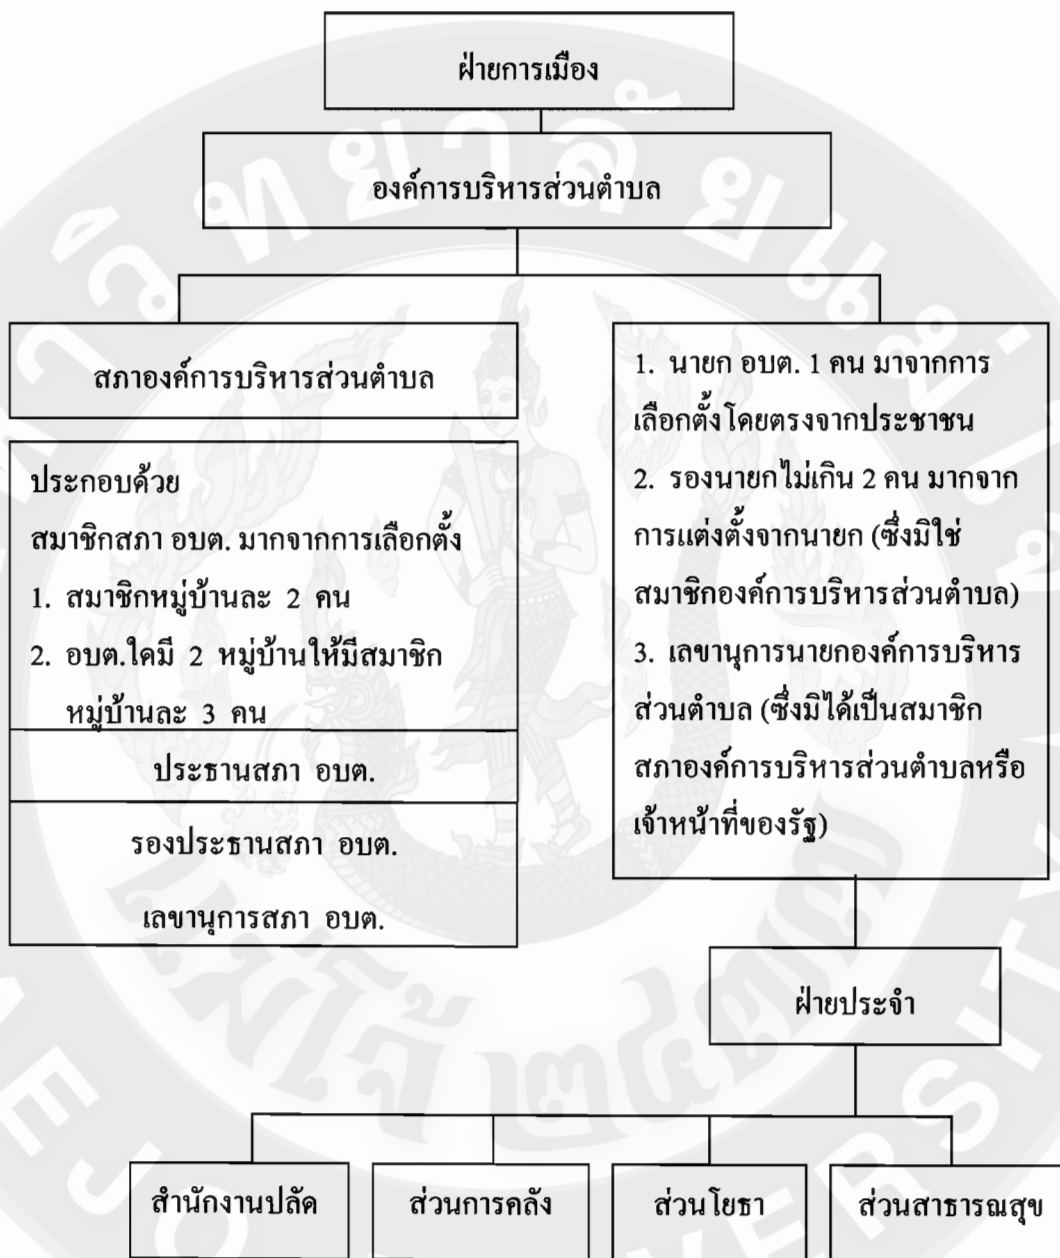 ฝ่ายการเมือง
องค์การบริหารส่วนตำบล
สภาองค์การบริหารส่วนตำบล
ประกอบด้วย
สมาชิกสภา อบต. มากจากการเลือกตั้ง
1. สมาชิกหมู่บ้านละ 2 คน
2. อบต.ใดมี 2 หมู่บ้านให้มีสมาชิก
หมู่บ้านละ 3 คน
ประธานสภา อบต.
รองประธานสภา อบต.
เลขานุการสภา อบต.
1. นายก อบต. 1 คน มาจากการ
เลือกตั้งโดยตรงจากประชาชน
2. รองนายกไม่เกิน 2 คน มากจาก
การแต่งตั้งจากนายก (ซึ่งมิใช่
สมาชิกองค์การบริหารส่วนตำบล)
3. เลขานุการนายกองค์การบริหาร
ส่วนตำบล (ซึ่งมิได้เป็นสมาชิก
สภาองค์การบริหารส่วนตำบลหรือ
เจ้าหน้าที่ของรัฐ)
ฝ่ายประจำ
สำนักงานปลัด
ส่วนการคลัง
ส่วนโยธา
ส่วนสาธารณสุข
แม่โจ้ ๒๔๗๗